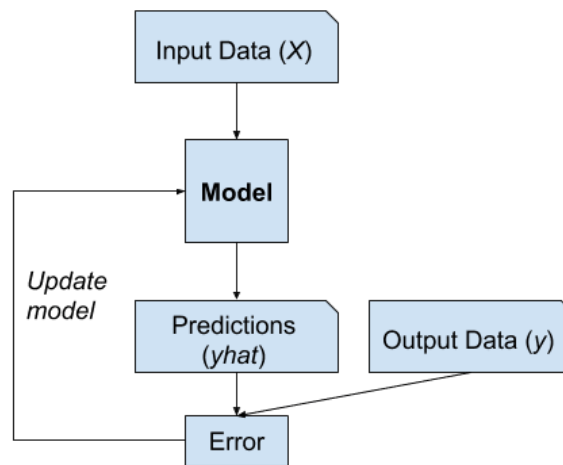 Input Data (X)
Model
Update
model
Predictions
(yhat)
Output Data (y)
Error